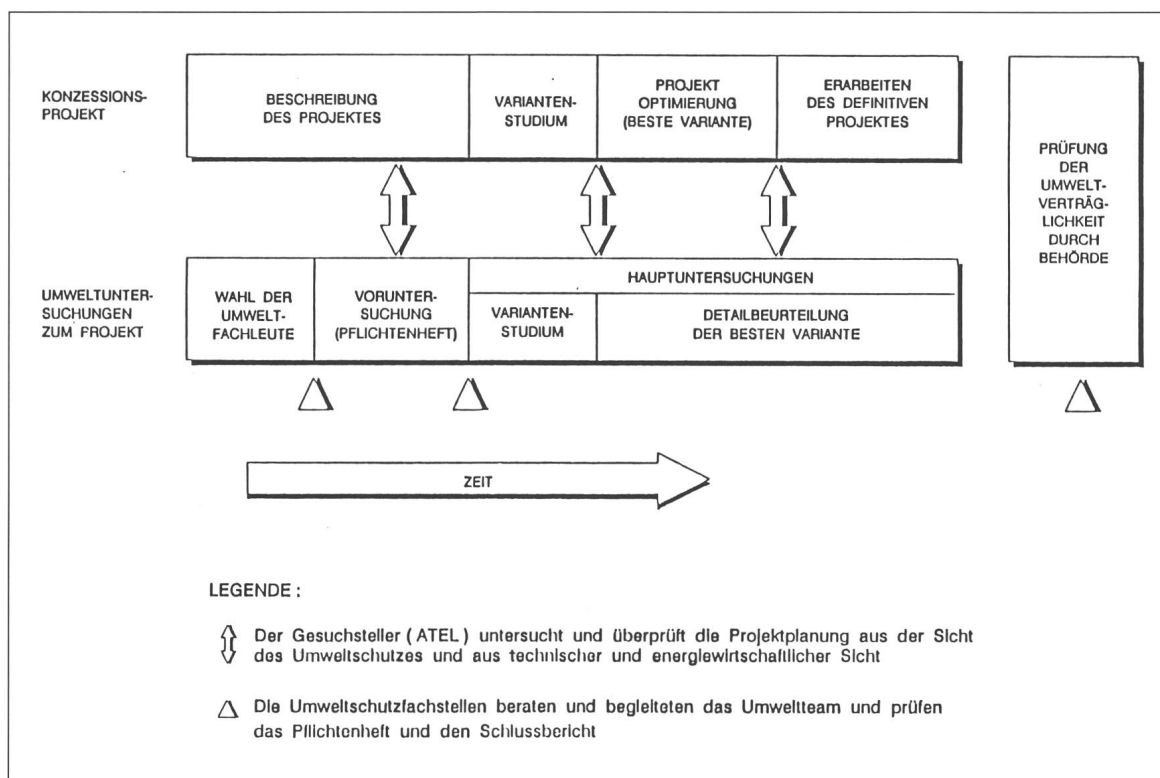 KONZESSIONS-
PROJEKT
BESCHREIBUNG
DES PROJEKTES
VARIANTEN-
STUDIUM
PROJEKT
OPTIMIERUNG
(BESTE VARIANTE)
ERARBEITEN
DES DEFINITIVEN
PROJEKTES
PRÜFUNG
DER
UMWELT-
VERTRÄG-
LICHKEIT
DURCH
BEHÖRDE
UMWELTUNTER-
SUCHUNGEN
ZUM PROJEKT
WAHL DER
UMWELT-
FACHLEUTE
VORUNTER-
SUCHUNG
(PFLICHTENHEFT)
HAUPTUNTERSUCHUNGEN
VARIANTEN-
STUDIUM
DETAILBEURTEILUNG
DER BESTEN VARIANTE
ZEIT
LEGENDE :
Der Gesuchsteller ( ATEL ) untersucht und überprüft die Projektplanung aus der Sicht
des Umweltschutzes und aus technischer und energiewirtschaftlicher Sicht
Die Umweltschutzfachstellen beraten und begleiteten das Umweltteam und prüfen
das Pflichtenheft und den Schlussbericht